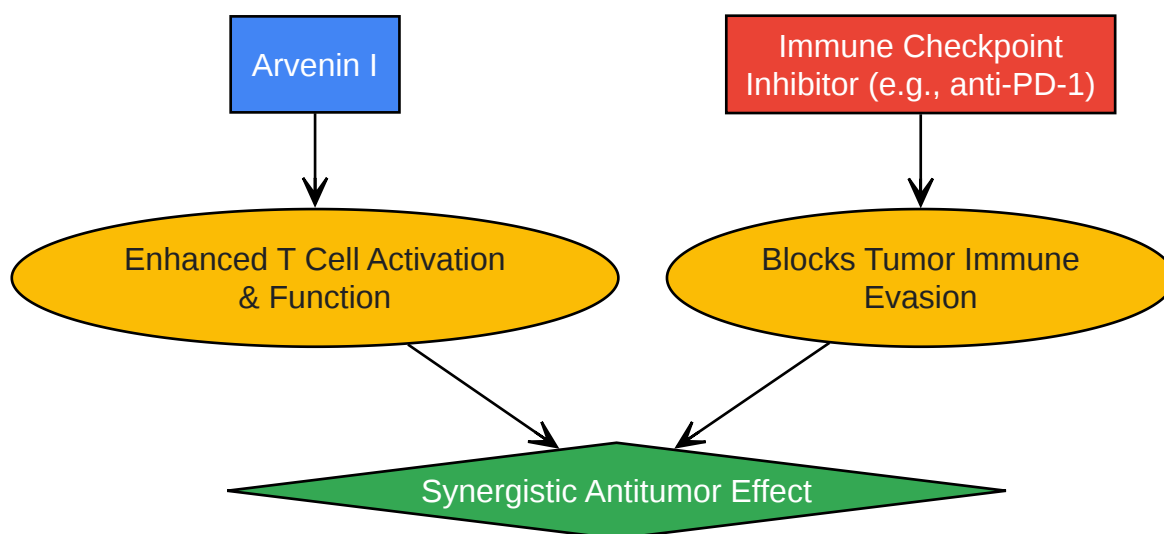 Arvenin I
Immune Checkpoint
Inhibitor (e.g., anti-PD-1)
Enhanced T Cell Activation
& Function
Blocks Tumor Immune
Evasion
Synergistic Antitumor Effect